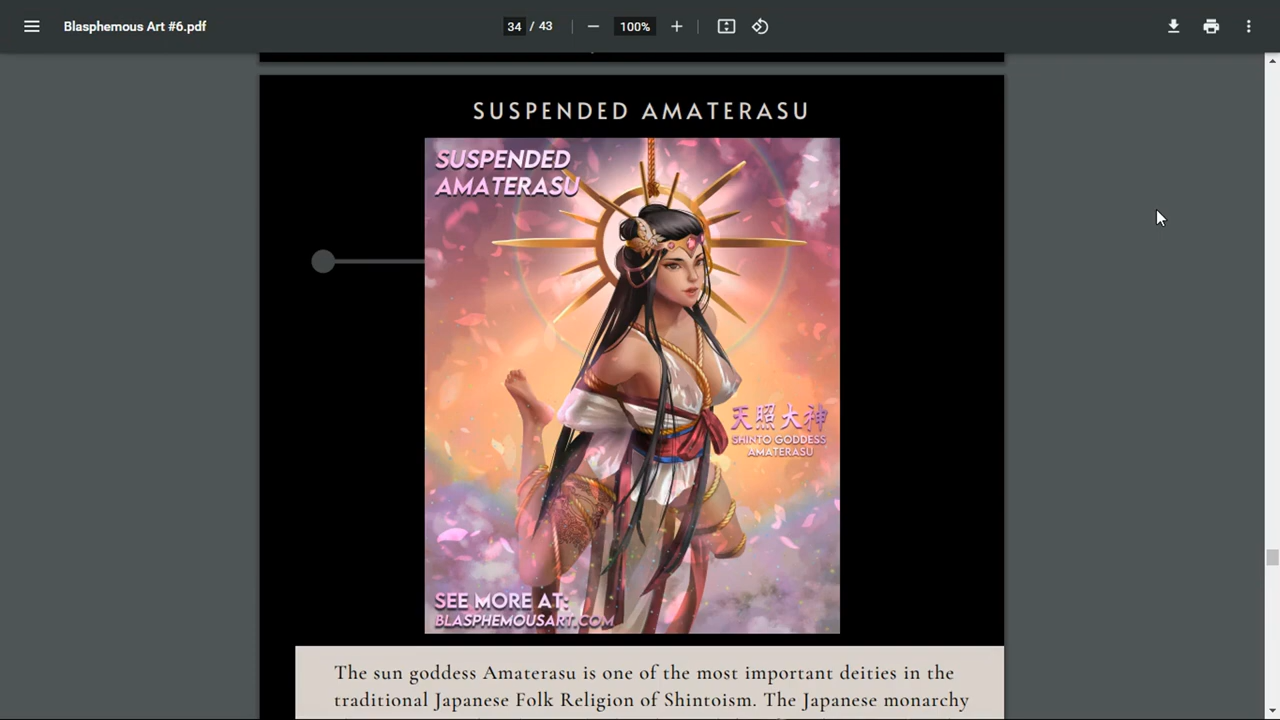 Blasphemous Art #6.pdf
34 / 43
100%
SUSPENDED AMATERASU
SUSPENDED
AMATERASU
天照大神
SHINTO GODDESS
AMATERASU
SEE MORE AT:
BLASPHEMOUSART.COM
The sun goddess Amaterasu is one of the most important deities in the
traditional Japanese Folk Religion of Shintoism. The Japanese monarchy